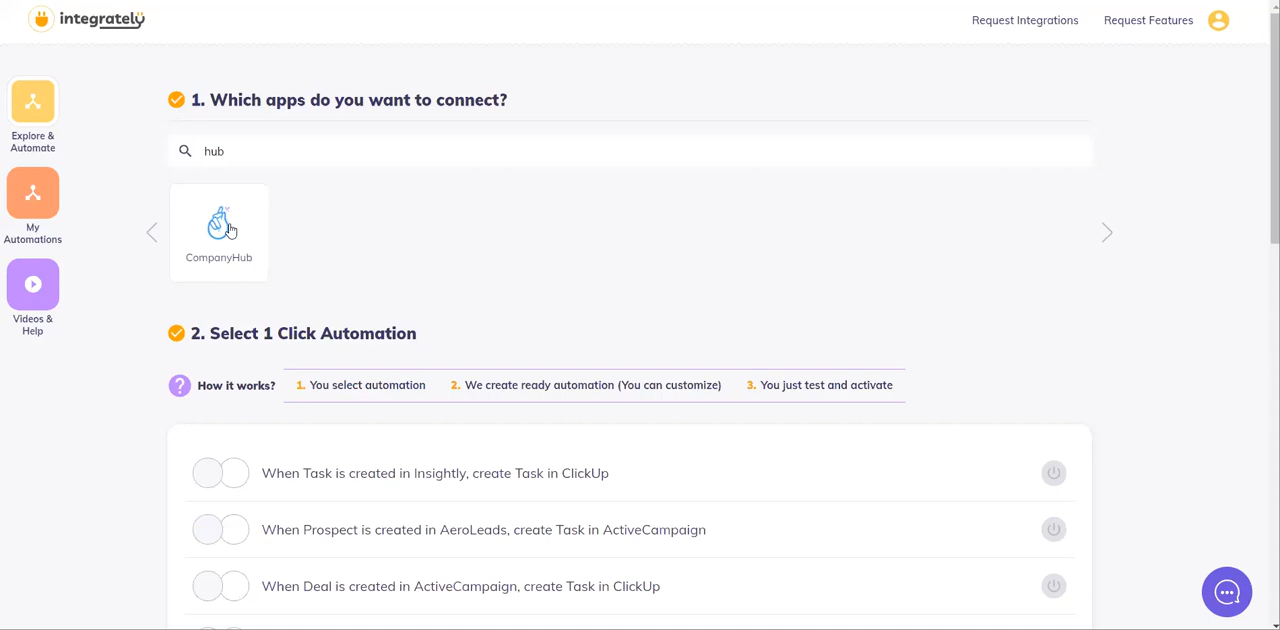 integrately
Request Integrations
Request Features
Explore &
Automate
My
Automations
Videos &
Help
1. Which apps do you want to connect?
hub
CompanyHub
2. Select 1 Click Automation
? How it works?
1. You select automation
2. We create ready automation (You can customize)
3. You just test and activate
When Task is created in Insightly, create Task in ClickUp
When Prospect is created in AeroLeads, create Task in ActiveCampaign
When Deal is created in ActiveCampaign, create Task in ClickUp